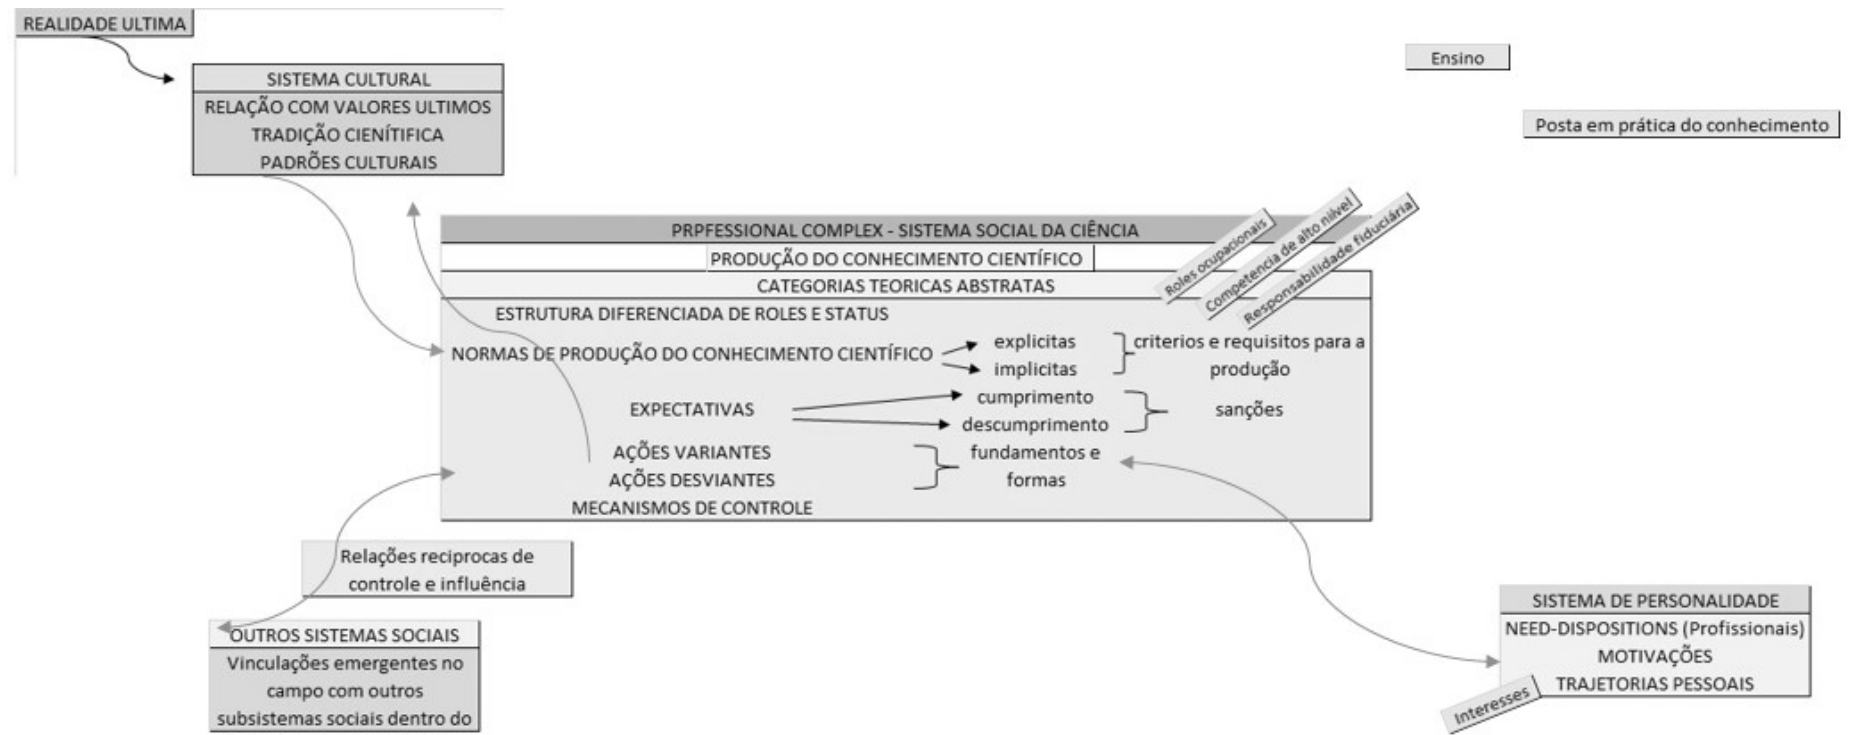 REALIDADE ULTIMA
Ensino
SISTEMA CULTURAL
RELAÇÃO COM VALORES ULTIMOS
TRADIÇÃO CIENÍTIFICA
PADRÕES CULTURAIS
Posta em prática do conhecimento
PRPFESSIONAL COMPLEX - SISTEMA SOCIAL DA CIÊNCIA
PRODUÇÃO DO CONHECIMENTO CIENTÍFICO
CATEGORIAS TEORICAS ABSTRATAS
Roles ocupacionais
Competencia de alto niível
Responsabilidade fiduciária
ESTRUTURA DIFERENCIADA DE ROLES E STATUS
NORMAS DE PRODUÇÃO DO CONHECIMENTO CIENTÍFICO
explicitas
implicitas
criterios e requisitos para a
produção
EXPECTATIVAS
cumprimento
descumprimento
sanções
AÇÕES VARIANTES
AÇÕES DESVIANTES
fundamentos e
formas
MECANISMOS DE CONTROLE
Relações reciprocas de
controle e influência
OUTROS SISTEMAS SOCIAIS
Vinculações emergentes no
campo com outros
subsistemas sociais dentro do
SISTEMA DE PERSONALIDADE
NEED-DISPOSITIONS (Profissionais)
MOTIVAÇÕES
TRAJETORIAS PESSOAIS
Interesses